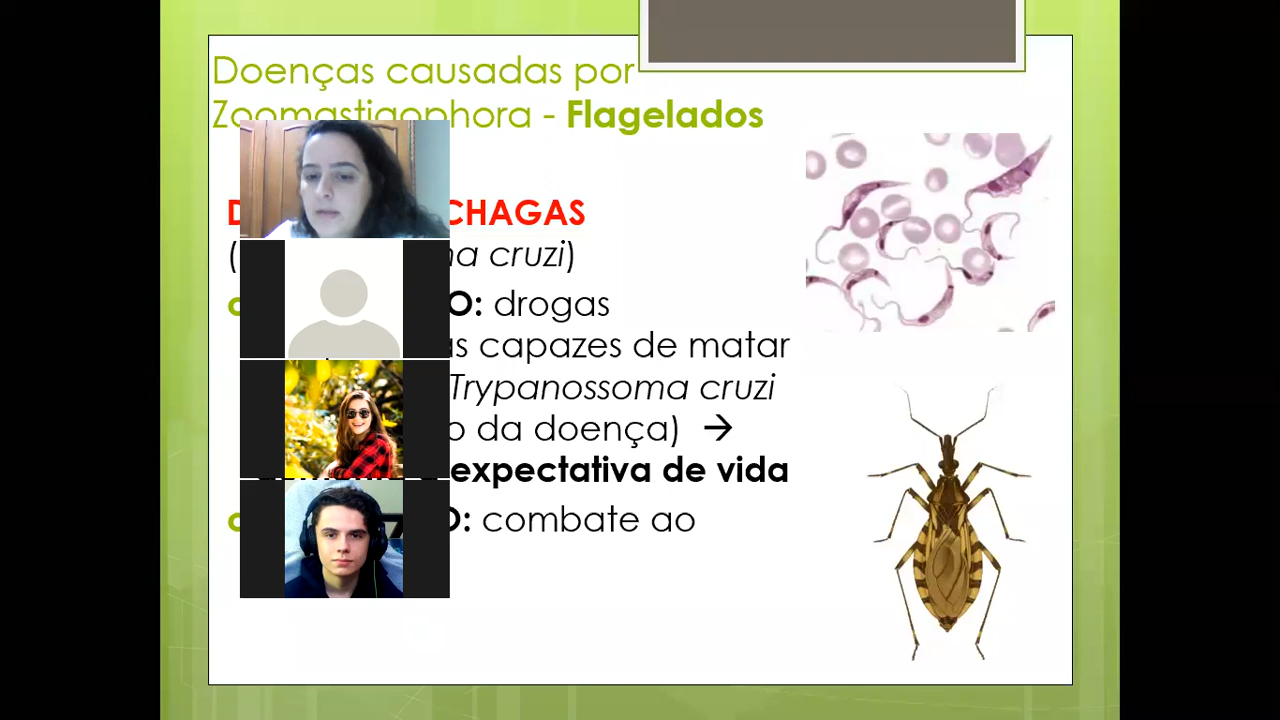 Doenças causadas por
Zoomastigophora - Flagelados
CHAGAS
cruzi)
drogas
capazes de matar
Trypanossoma cruzi
da doença) →
expectativa de vida
combate ao